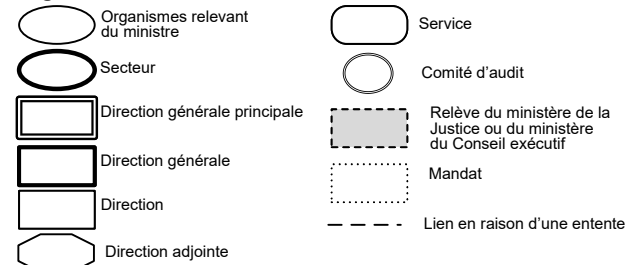 Organismes relevant
du ministre
Secteur
Direction générale principale
Direction générale
Direction
Direction adjointe
Service
Comité d'audit
Relève du ministère de la
Justice ou du ministère
du Conseil exécutif
Mandat
Lien en raison d'une entente